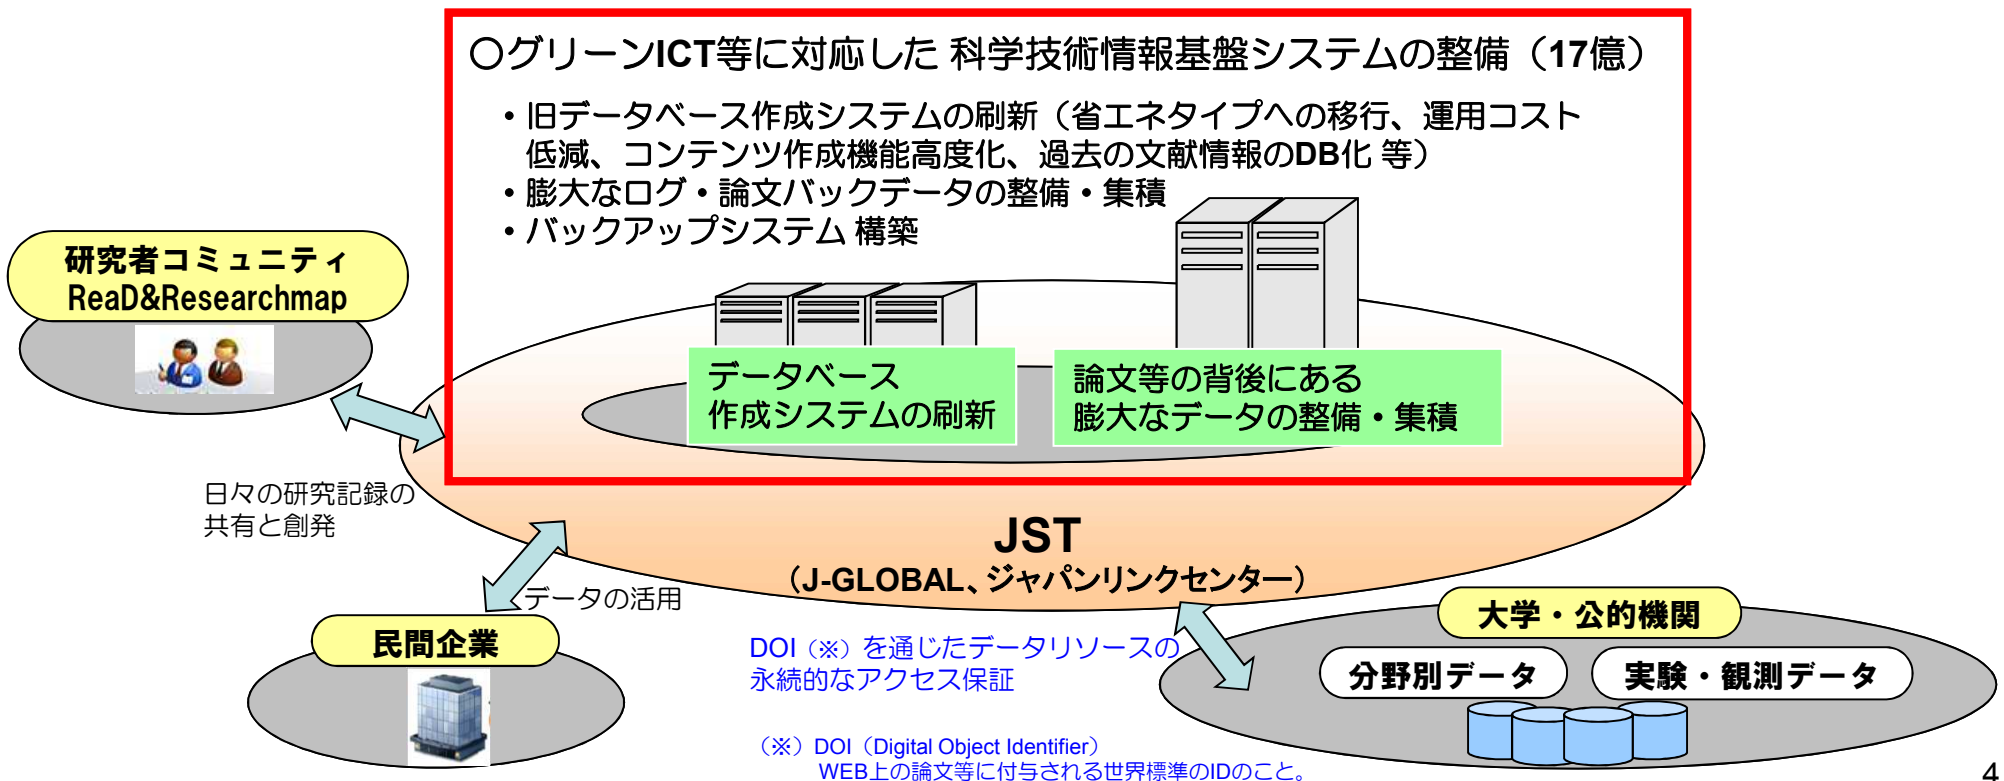 〇グリーンICT等に対応した 科学技術情報基盤システムの整備（17億）
・旧データベース作成システムの刷新（省エネタイプへの移行、運用コスト
低減、コンテンツ作成機能高度化、過去の文献情報のDB化 等）
・膨大なログ・論文バックデータの整備・集積
・バックアップシステム 構築
研究者コミュニティ
ReaD&Researchmap
データベース
作成システムの刷新
論文等の背後にある
膨大なデータの整備・集積
日々の研究記録の
共有と創発
JST
（J-GLOBAL、ジャパンリンクセンター）
データの活用
民間企業
DOI（※）を通じたデータリソースの
永続的なアクセス保証
大学・公的機関
分野別データ
実験・観測データ
（※）DOI（Digital Object Identifier）
WEB上の論文等に付与される世界標準のIDのこと。
4